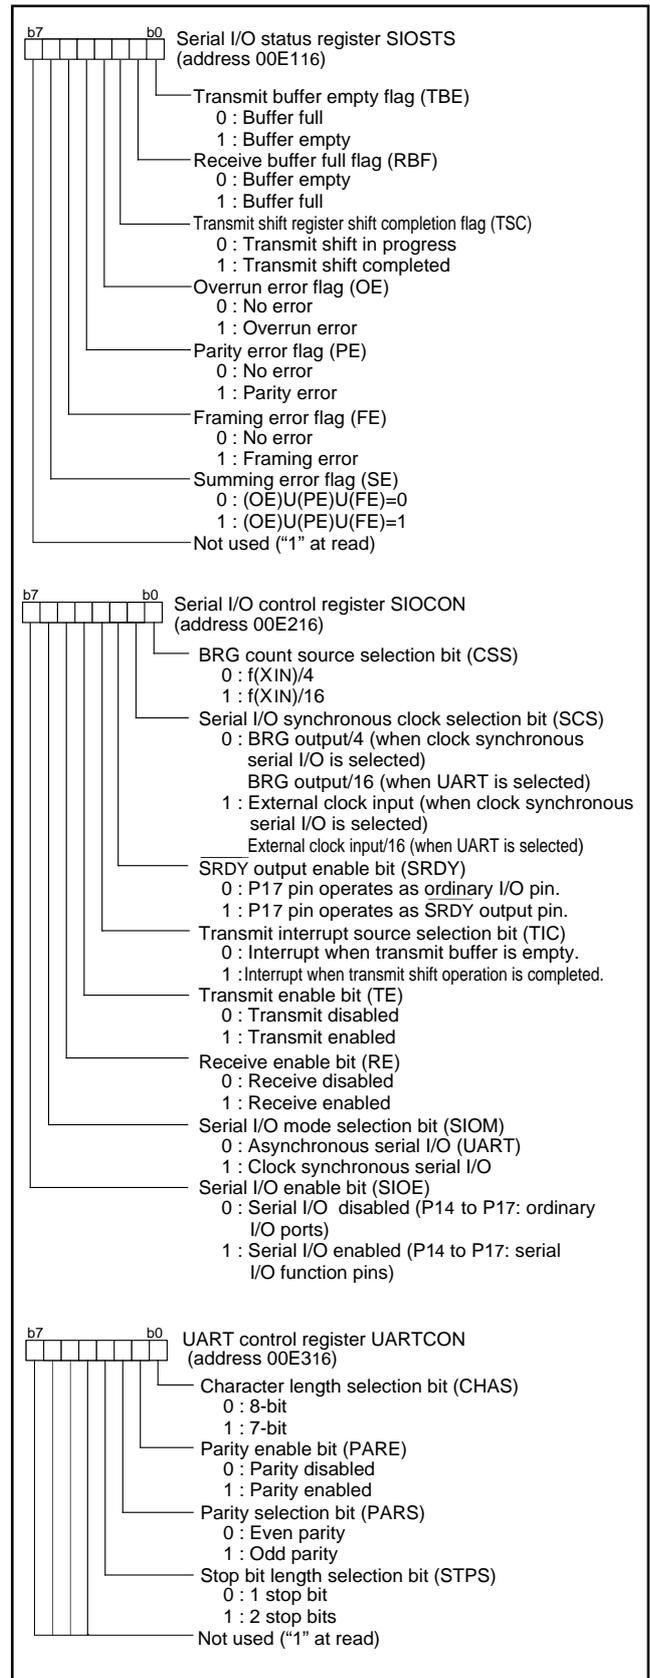 b7 b0 Serial I/O status register SIOSTS
(address 00E116)
Transmit buffer empty flag (TBE)
0 : Buffer full
1 : Buffer empty
Receive buffer full flag (RBF)
0 : Buffer empty
1 : Buffer full
Transmit shift register shift completion flag (TSC)
0 : Transmit shift in progress
1 : Transmit shift completed
Overrun error flag (OE)
0 : No error
1 : Overrun error
Parity error flag (PE)
0 : No error
1 : Parity error
Framing error flag (FE)
0 : No error
1 : Framing error
Summing error flag (SE)
0 : (OE)U(PE)U(FE)=0
1 : (OE)U(PE)U(FE)=1
Not used (“1” at read)
b7 b0 Serial I/O control register SIOCON
(address 00E216)
BRG count source selection bit (CSS)
0 : f(XIN)/4
1 : f(XIN)/16
Serial I/O synchronous clock selection bit (SCS)
0 : BRG output/4 (when clock synchronous
serial I/O is selected)
BRG output/16 (when UART is selected)
1 : External clock input (when clock synchronous
serial I/O is selected)
External clock input/16 (when UART is selected)
SRDY output enable bit (SRDY)
0 : P17 pin operates as ordinary I/O pin.
1 : P17 pin operates as SRDY output pin.
Transmit interrupt source selection bit (TIC)
0 : Interrupt when transmit buffer is empty.
1 : Interrupt when transmit shift operation is completed.
Transmit enable bit (TE)
0 : Transmit disabled
1 : Transmit enabled
Receive enable bit (RE)
0 : Receive disabled
1 : Receive enabled
Serial I/O mode selection bit (SIOM)
0 : Asynchronous serial I/O (UART)
1 : Clock synchronous serial I/O
Serial I/O enable bit (SIOE)
0 : Serial I/O disabled (P14 to P17: ordinary
I/O ports)
1 : Serial I/O enabled (P14 to P17: serial
I/O function pins)
b7 b0 UART control register UARTCON
(address 00E316)
Character length selection bit (CHAS)
0 : 8-bit
1 : 7-bit
Parity enable bit (PARE)
0 : Parity disabled
1 : Parity enabled
Parity selection bit (PARS)
0 : Even parity
1 : Odd parity
Stop bit length selection bit (STPS)
0 : 1 stop bit
1 : 2 stop bits
Not used (“1” at read)